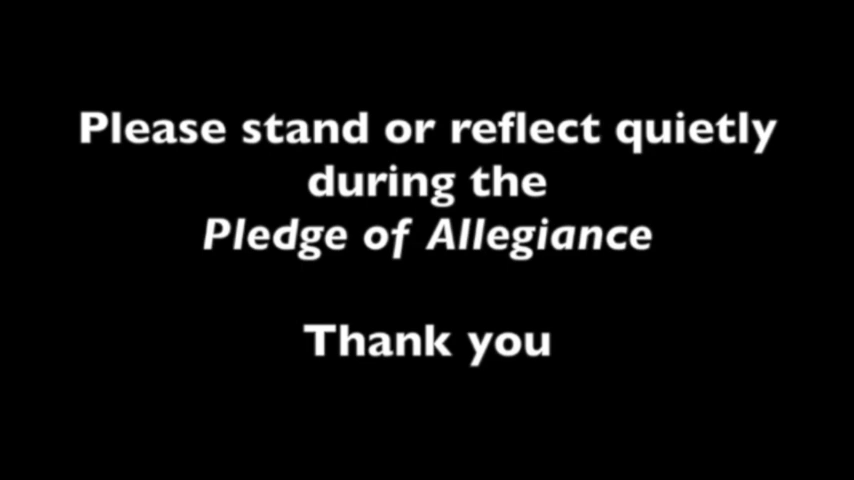 Please stand or reflect quietly
during the
Pledge of Allegiance
Thank you